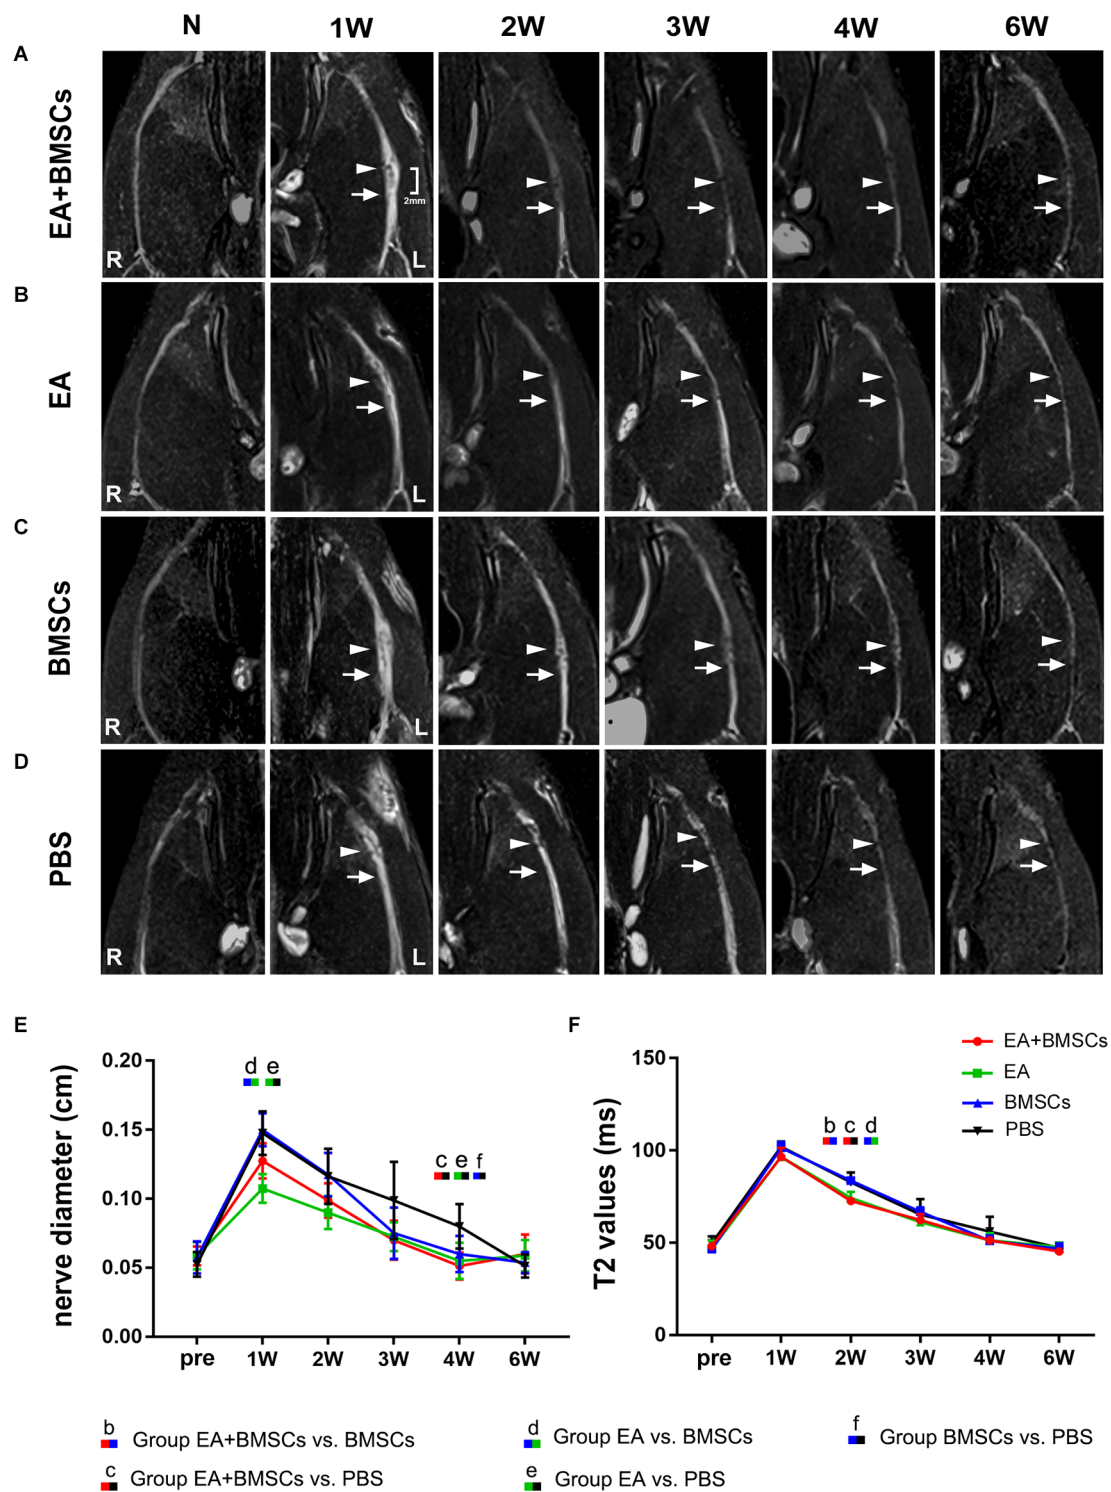 N 1W 2W 3W 4W 6W
A
EA+BMSCs
2mm
R L
B
EA
R L
C
BMSCs
R L
D
PBS
R L
E
nerve diameter (cm)
0.20
0.15
0.10
0.05
0.00
d e
c e f
pre 1W 2W 3W 4W 6W
F
T2 values (ms)
150
100
50
0
b c d
pre 1W 2W 3W 4W 6W
EA+BMSCs
EA
BMSCs
PBS
b Group EA+BMSCs vs. BMSCs
d Group EA vs. BMSCs
f Group BMSCs vs. PBS
c Group EA+BMSCs vs. PBS
e Group EA vs. PBS